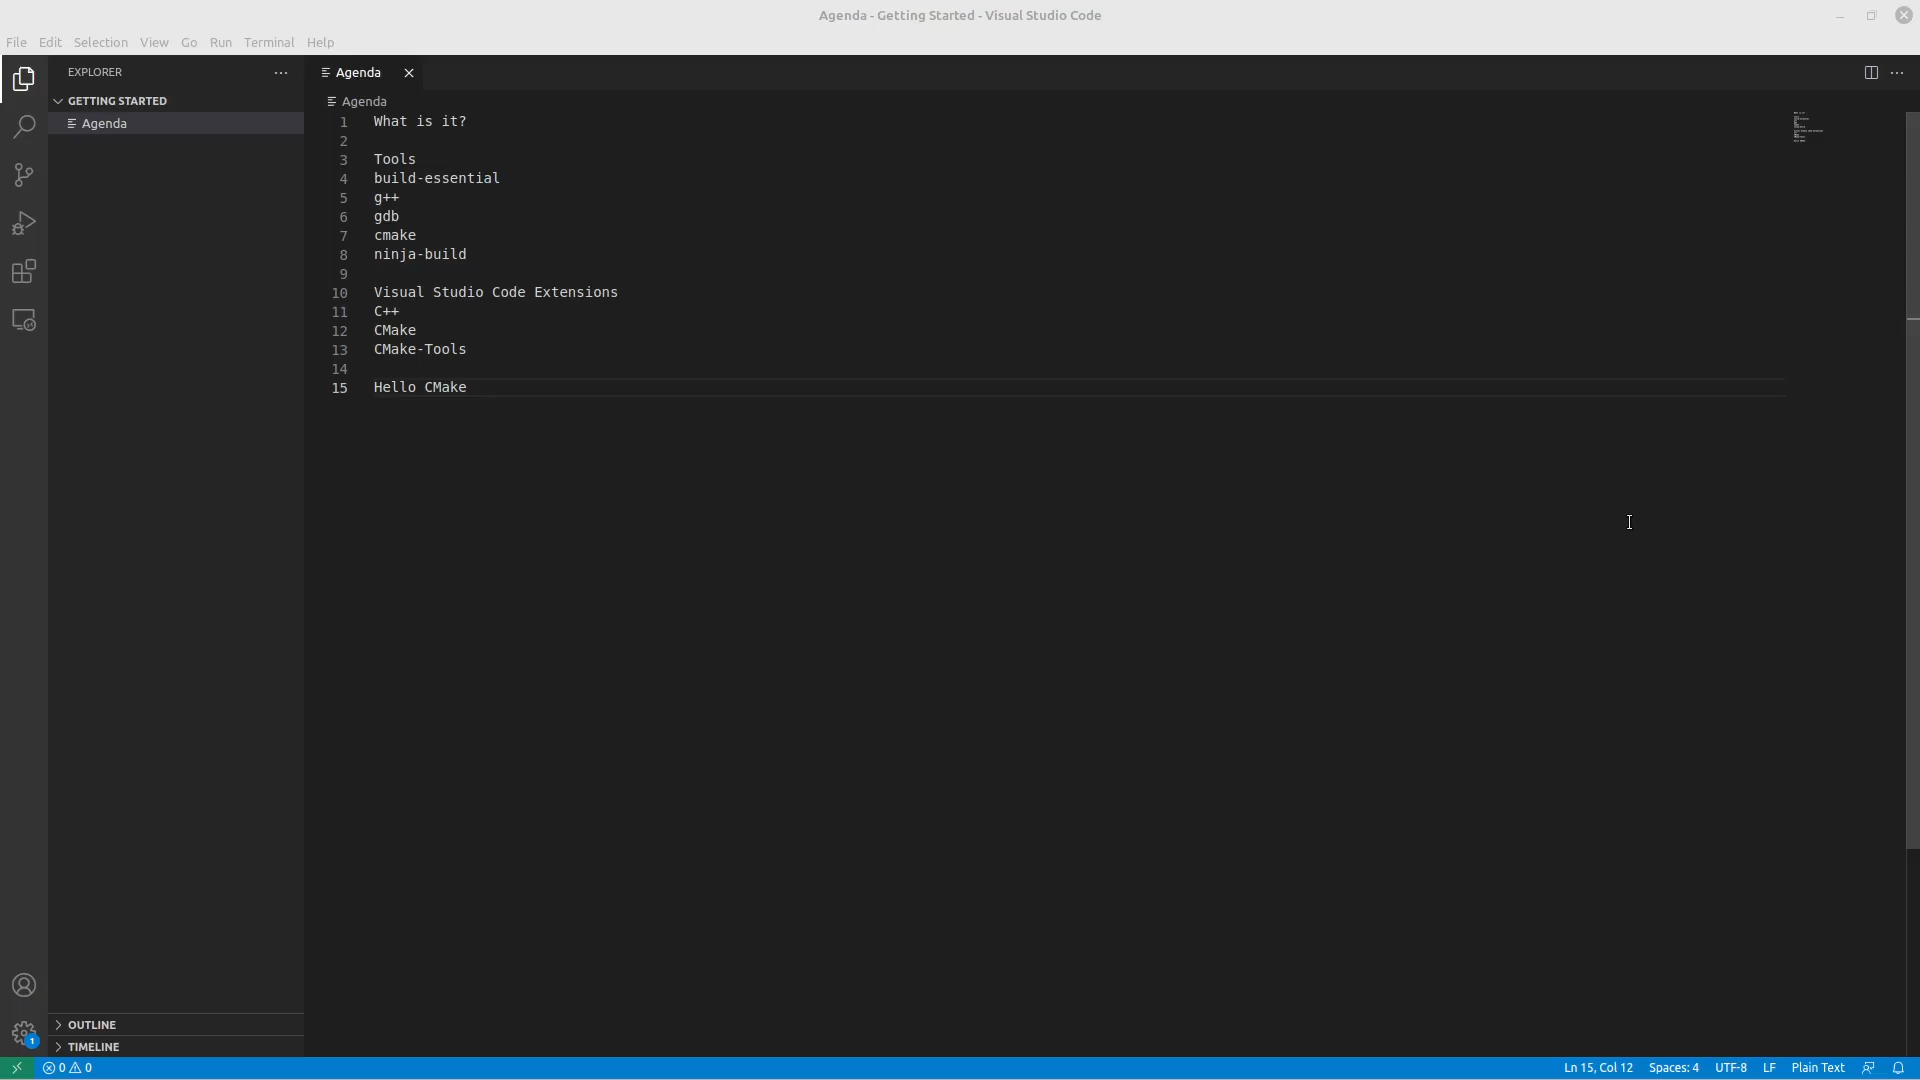 Agenda - Getting Started - Visual Studio Code
File Edit Selection View Go Run Terminal Help
EXPLORER
GETTING STARTED
Agenda
Agenda
Agenda
1 What is it?
2
3 Tools
4 build-essential
5 g++
6 gdb
7 cmake
8 ninja-build
9
10 Visual Studio Code Extensions
11 C++
12 CMake
13 CMake-Tools
14
15 Hello CMake
OUTLINE
1
TIMELINE
0 0 Ln 15, Col 12 Spaces: 4 UTF-8 LF Plain Text